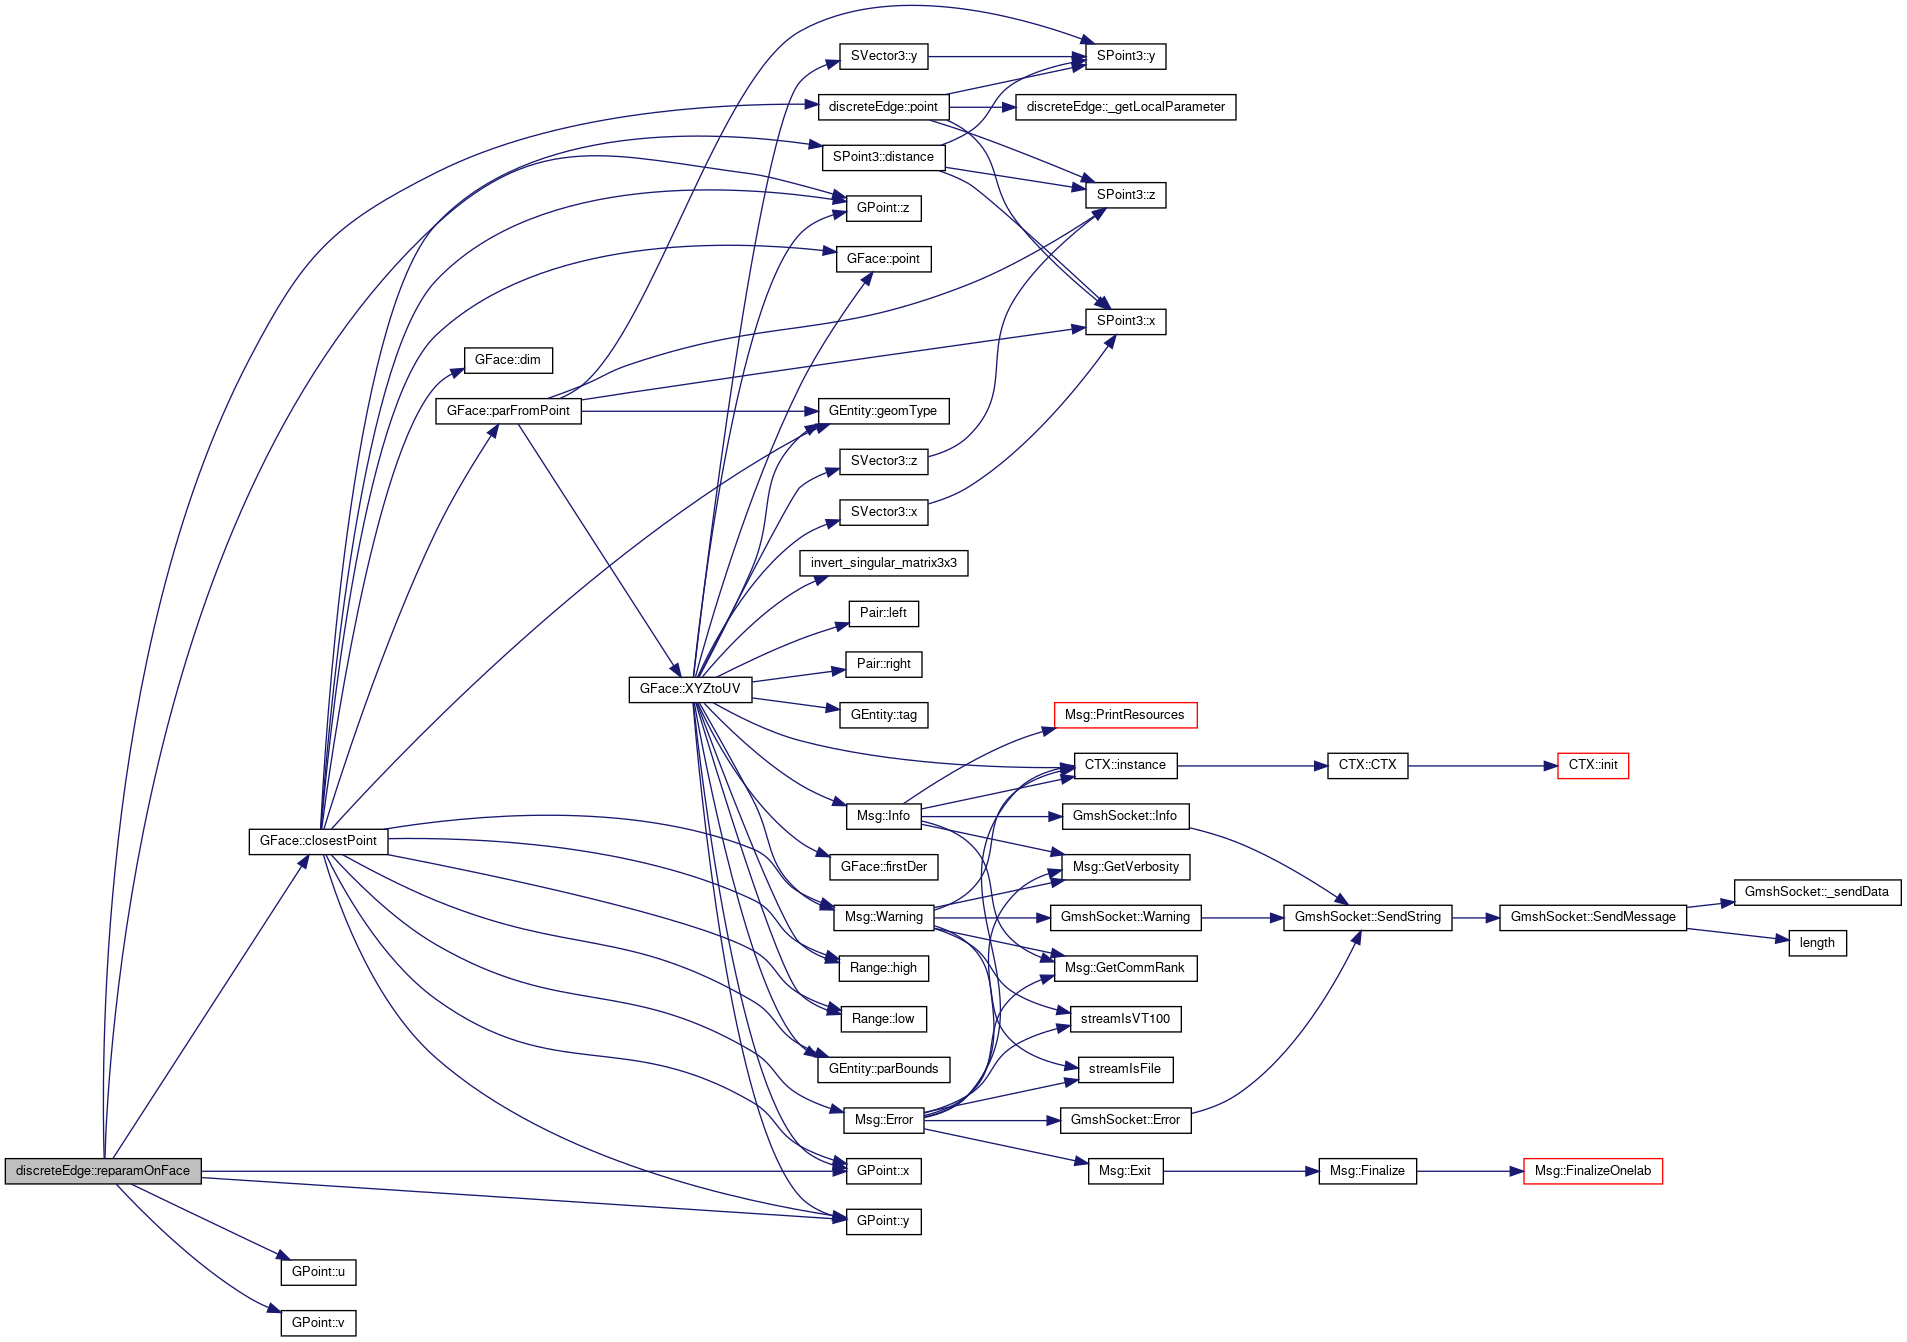 SVector3::y
SPoint3::y
discreteEdge::point
discreteEdge::_getLocalParameter
SPoint3::distance
SPoint3::z
GPoint::z
GFace::point
SPoint3::x
GFace::dim
GFace::parFromPoint
GEntity::geomType
SVector3::z
SVector3::x
invert_singular_matrix3x3
Pair::left
Pair::right
GFace::XYZtoUV
GEntity::tag
Msg::PrintResources
CTX::instance
CTX::CTX
CTX::init
Msg::Info
GmshSocket::Info
GFace::closestPoint
GFace::firstDer
Msg::GetVerbosity
GmshSocket::_sendData
Msg::Warning
GmshSocket::Warning
GmshSocket::SendString
GmshSocket::SendMessage
length
Range::high
Msg::GetCommRank
Range::low
streamIsVT100
GEntity::parBounds
streamIsFile
Msg::Error
GmshSocket::Error
discreteEdge::reparamOnFace
GPoint::x
Msg::Exit
Msg::Finalize
Msg::FinalizeOnelab
GPoint::y
GPoint::u
GPoint::v